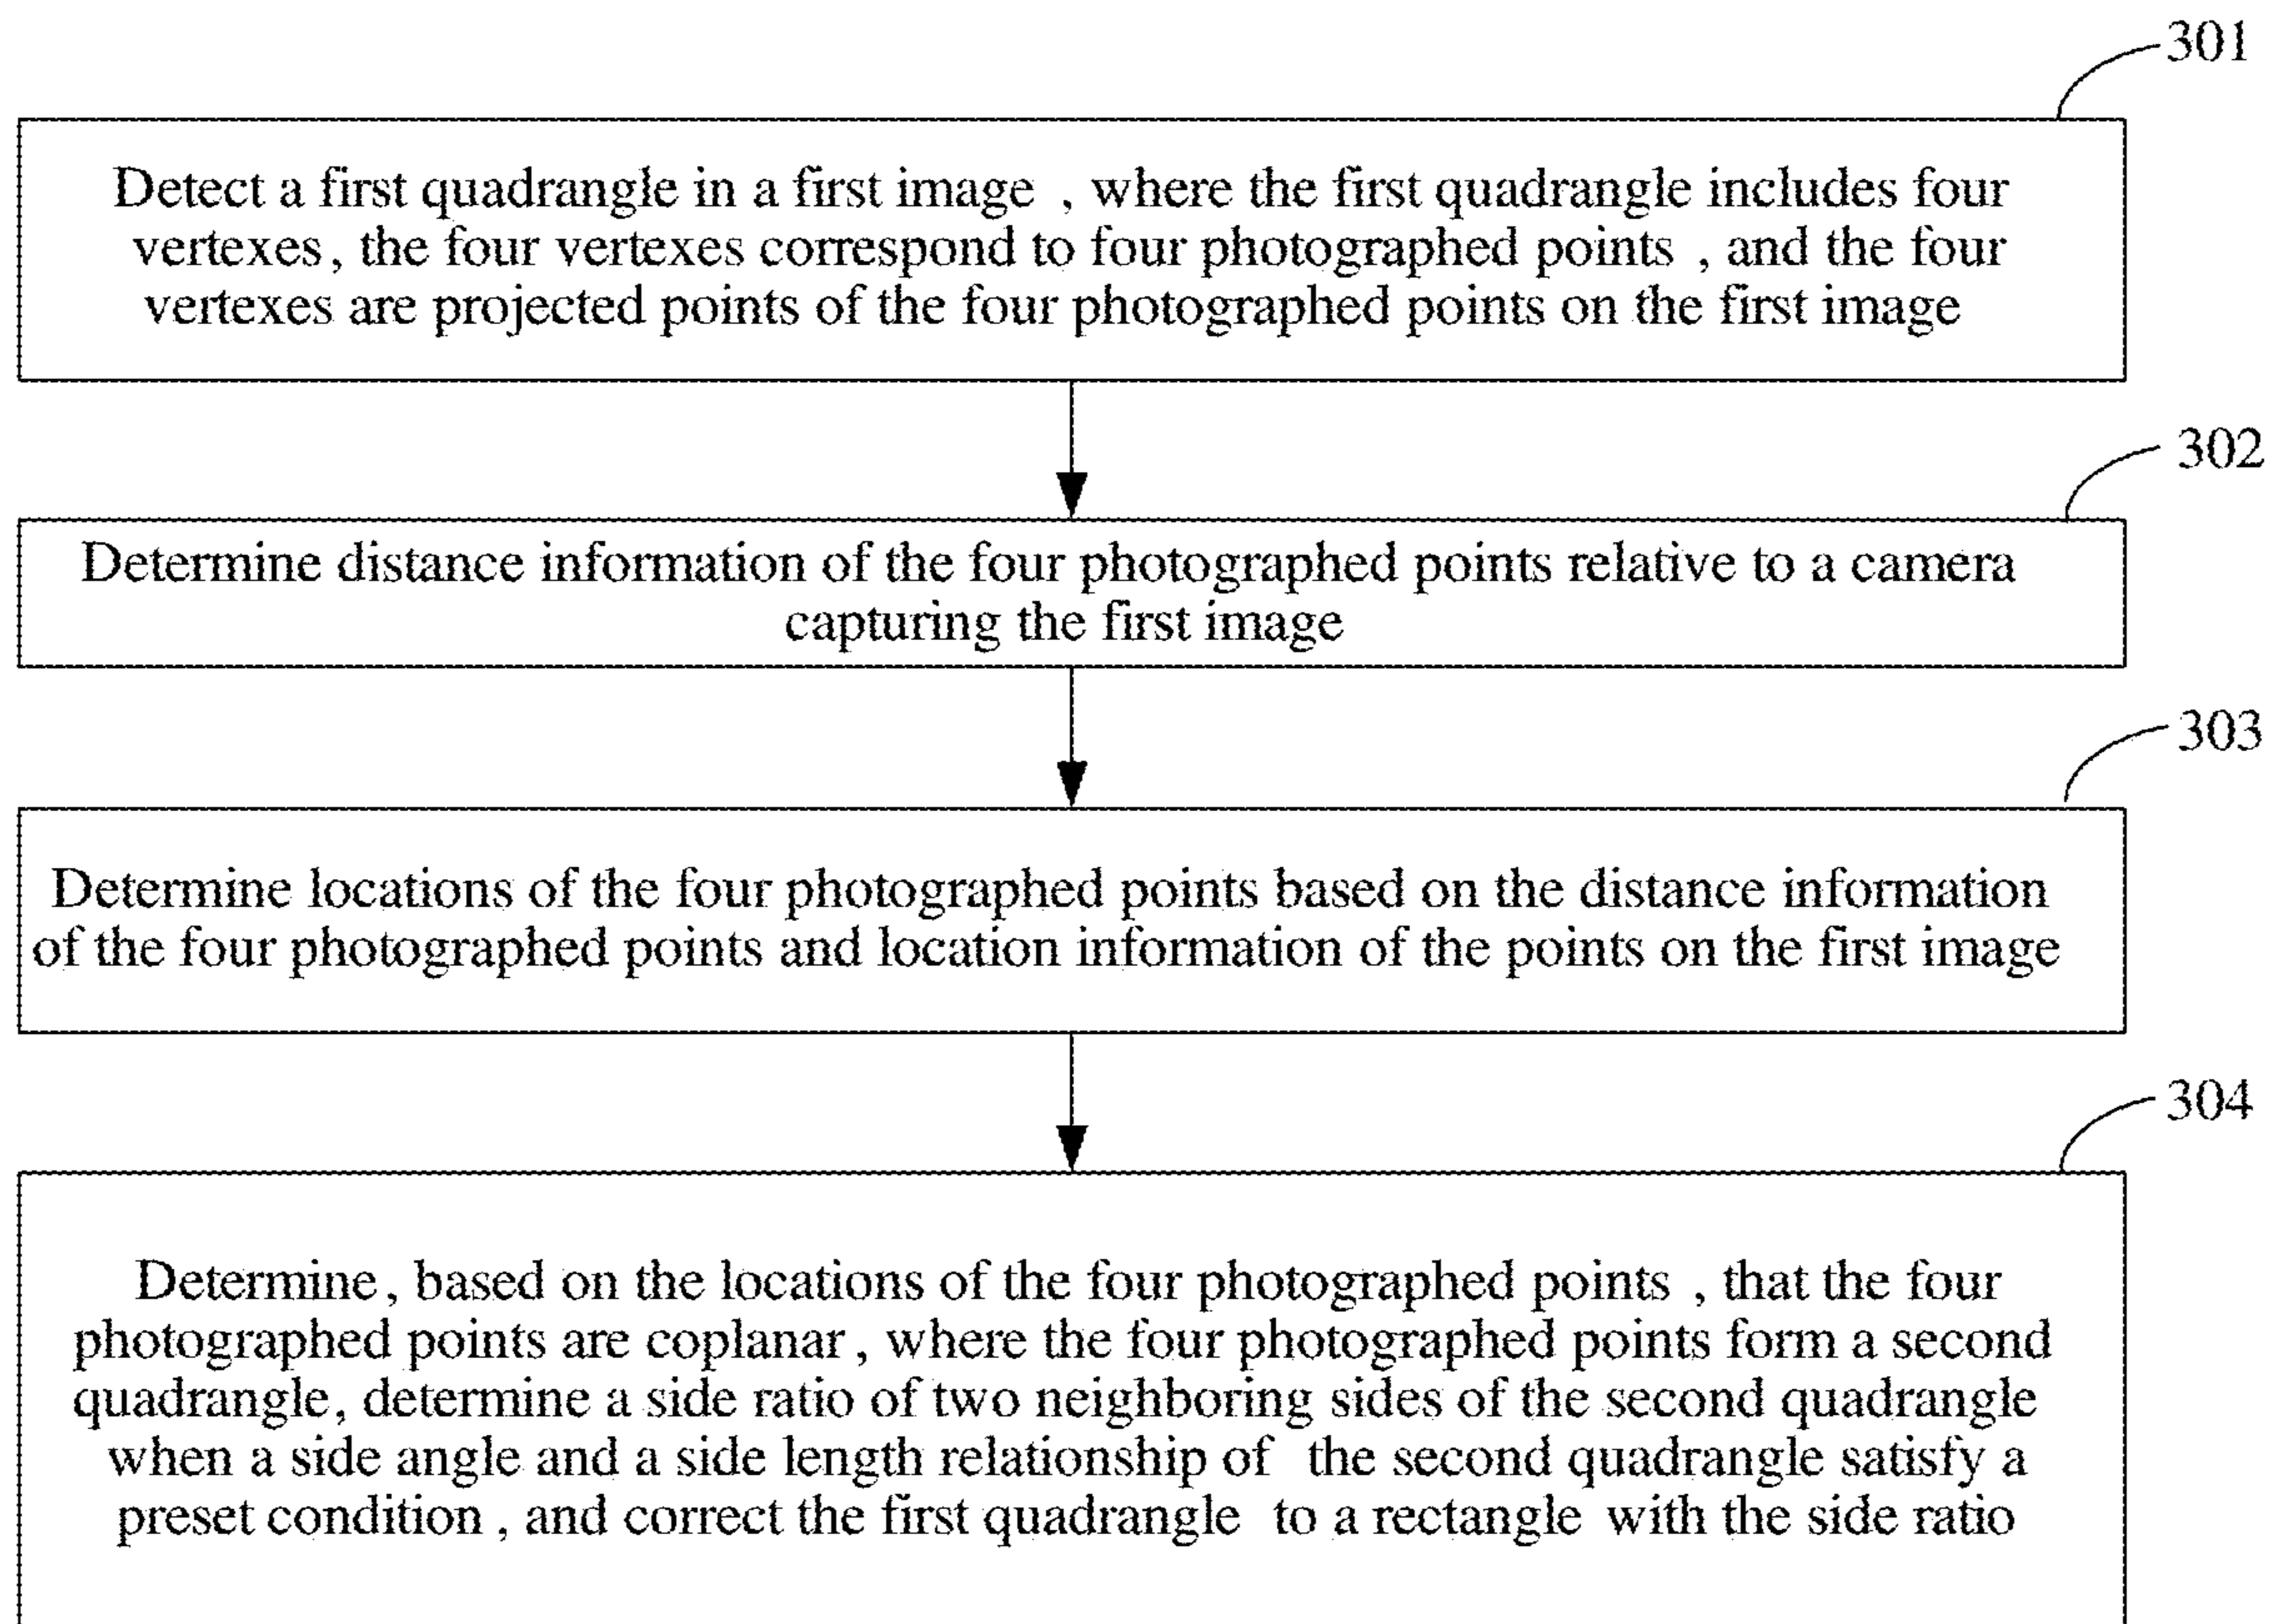 301
Detect a first quadrangle in a first image , where the first quadrangle includes four
vertexes, the four vertexes correspond to four photographed points , and the four
vertexes are projected points of the four photographed points on the first image
302
Determine distance information of the four photographed points relative to a camera
capturing the first image
303
Determine locations of the four photographed points based on the distance information
of the four photographed points and location information of the points on the first image
304
Determine, based on the locations of the four photographed points , that the four
photographed points are coplanar, where the four photographed points form a second
quadrangle, determine a side ratio of two neighboring sides of the second quadrangle
when a side angle and a side length relationship of the second quadrangle satisfy a
preset condition , and correct the first quadrangle to a rectangle with the side ratio